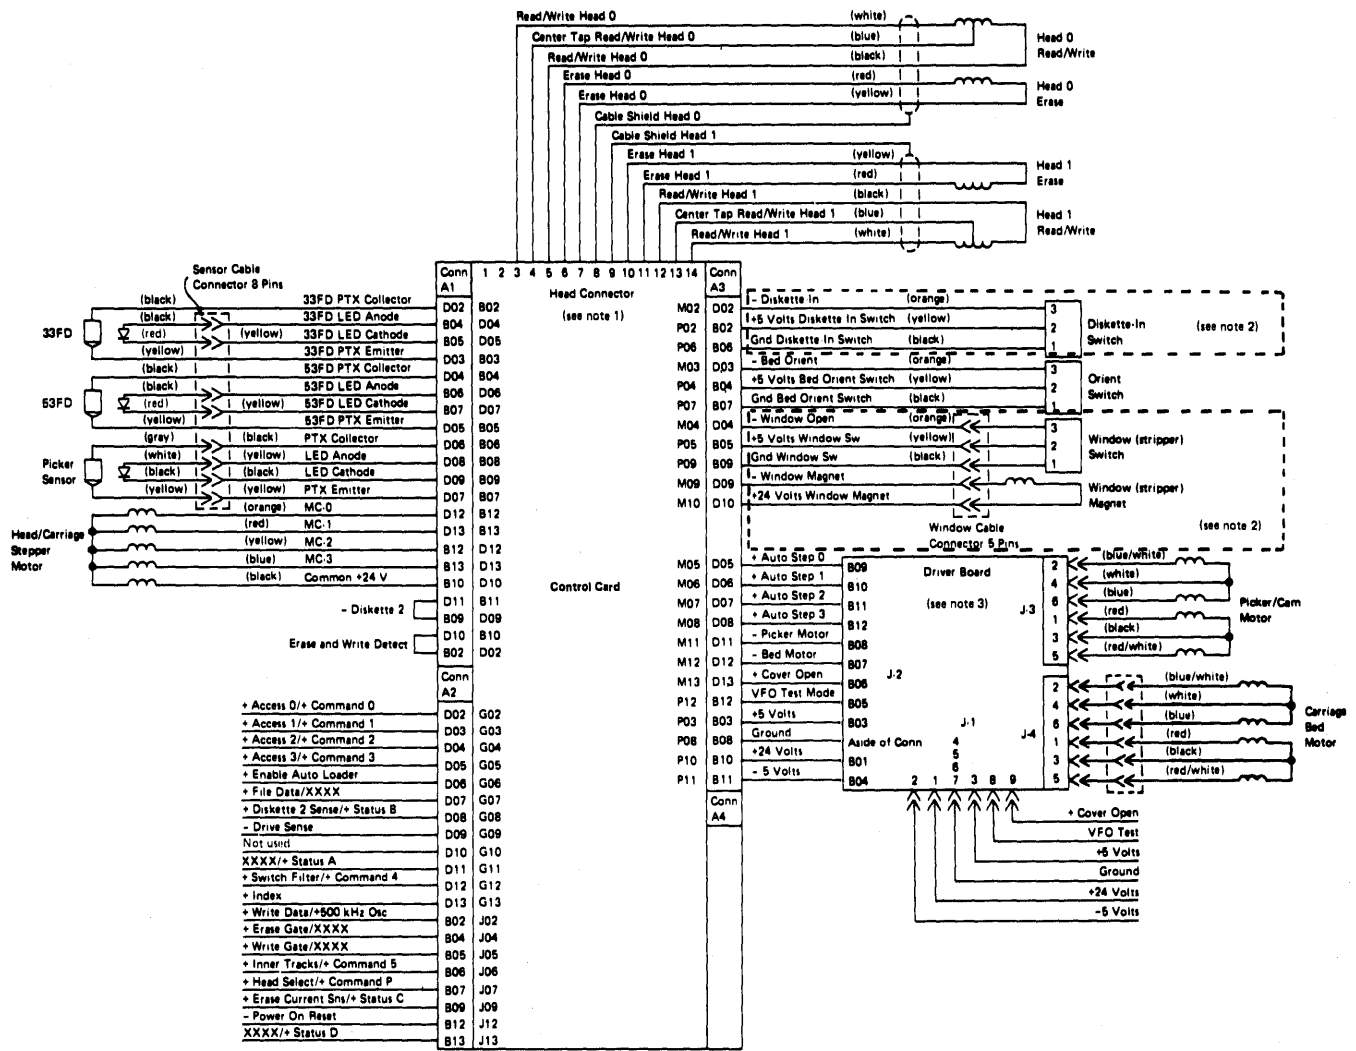 Read/Write Head 0 (white)
Center Tap Read/Write Head 0 (blue)
Read/Write Head 0 (black)
Head 0
Read/Write
Erase Head 0 (red)
Erase Head 0 (yellow)
Head 0
Erase
Cable Shield Head 0
Cable Shield Head 1
Erase Head 1 (yellow)
Erase Head 1 (red)
Head 1
Erase
Read/Write Head 1 (black)
Center Tap Read/Write Head 1 (blue)
Read/Write Head 1 (white)
Head 1
Read/Write
Sensor Cable
Connector 8 Pins
Conn
A1
1 2 3 4 5 6 7 8 9 10 11 12 13 14
Head Connector
(see note 1)
Control Card
33FD
(black) 33FD PTX Collector D02 B02
(black) 33FD LED Anode B04 D04
(red) (yellow) 33FD LED Cathode B05 D05
(yellow) 33FD PTX Emitter D03 B03
53FD
(black) 53FD PTX Collector D04 B04
(black) 53FD LED Anode B06 D06
(red) (yellow) 53FD LED Cathode B07 D07
(yellow) 53FD PTX Emitter D05 B05
Picker
Sensor
(gray) (black) PTX Collector D06 B06
(white) (yellow) LED Anode D08 B08
(black) (black) LED Cathode D09 B09
(yellow) (yellow) PTX Emitter D07 B07
Head/Carriage
Stepper
Motor
(orange) MC-0 D12 B12
(red) MC-1 D13 B13
(yellow) MC-2 B12 D12
(blue) MC-3 B13 D13
(black) Common +24 V B10 D10
- Diskette 2
D11 B11
B09 D09
Erase and Write Detect
D10 B10
B02 D02
Conn
A2
+ Access 0/+ Command 0 D02 G02
+ Access 1/+ Command 1 D03 G03
+ Access 2/+ Command 2 D04 G04
+ Access 3/+ Command 3 D05 G05
+ Enable Auto Loader D06 G06
+ File Data/XXXX D07 G07
+ Diskette 2 Sense/+ Status B D08 G08
- Drive Sense D09 G09
Not used D10 G10
XXXX/+ Status A D11 G11
+ Switch Filter/+ Command 4 D12 G12
+ Index D13 G13
+ Write Data/+500 kHz Osc B02 J02
+ Erase Gate/XXXX B04 J04
+ Write Gate/XXXX B05 J05
+ Inner Tracks/+ Command 5 B06 J06
+ Head Select/+ Command P B07 J07
+ Erase Current Sns/+ Status C B09 J09
- Power On Reset B12 J12
XXXX/+ Status D B13 J13
Conn
A3
M02 D02 - Diskette In (orange) 3
P02 B02 +5 Volts Diskette In Switch (yellow) 2
P06 B06 Gnd Diskette In Switch (black) 1
Diskette-In
Switch
(see note 2)
M03 D03 - Bed Orient (orange) 3
P04 B04 +5 Volts Bed Orient Switch (yellow) 2
P07 B07 Gnd Bed Orient Switch (black) 1
Orient
Switch
M04 D04 - Window Open (orange) 3
P05 B05 +5 Volts Window Sw (yellow) 2
P09 B09 Gnd Window Sw (black) 1
Window (stripper)
Switch
M09 D09 - Window Magnet
M10 D10 +24 Volts Window Magnet
Window (stripper)
Magnet
(see note 2)
Window Cable
Connector 5 Pins
M05 D05 + Auto Step 0 B09
M06 D06 + Auto Step 1 B10
M07 D07 + Auto Step 2 B11
M08 D08 + Auto Step 3 B12
M11 D11 - Picker Motor B08
M12 D12 - Bed Motor B07
M13 D13 + Cover Open B06
P12 B12 VFO Test Mode B05
P03 B03 +5 Volts B03
P08 B08 Ground Aside of Conn
P10 B10 +24 Volts B01
P11 B11 - 5 Volts B04
Conn
A4
Driver Board
(see note 3)
J-2
J-1
4
5
6
2 1 7 3 8 9
J-3
2 (blue/white)
4 (white)
6 (blue)
1 (red)
3 (black)
5 (red/white)
Picker/Cam
Motor
J-4
2 (blue/white)
4 (white)
6 (blue)
1 (red)
3 (black)
5 (red/white)
Carriage
Bed
Motor
+ Cover Open
VFO Test
+5 Volts
Ground
+24 Volts
-5 Volts